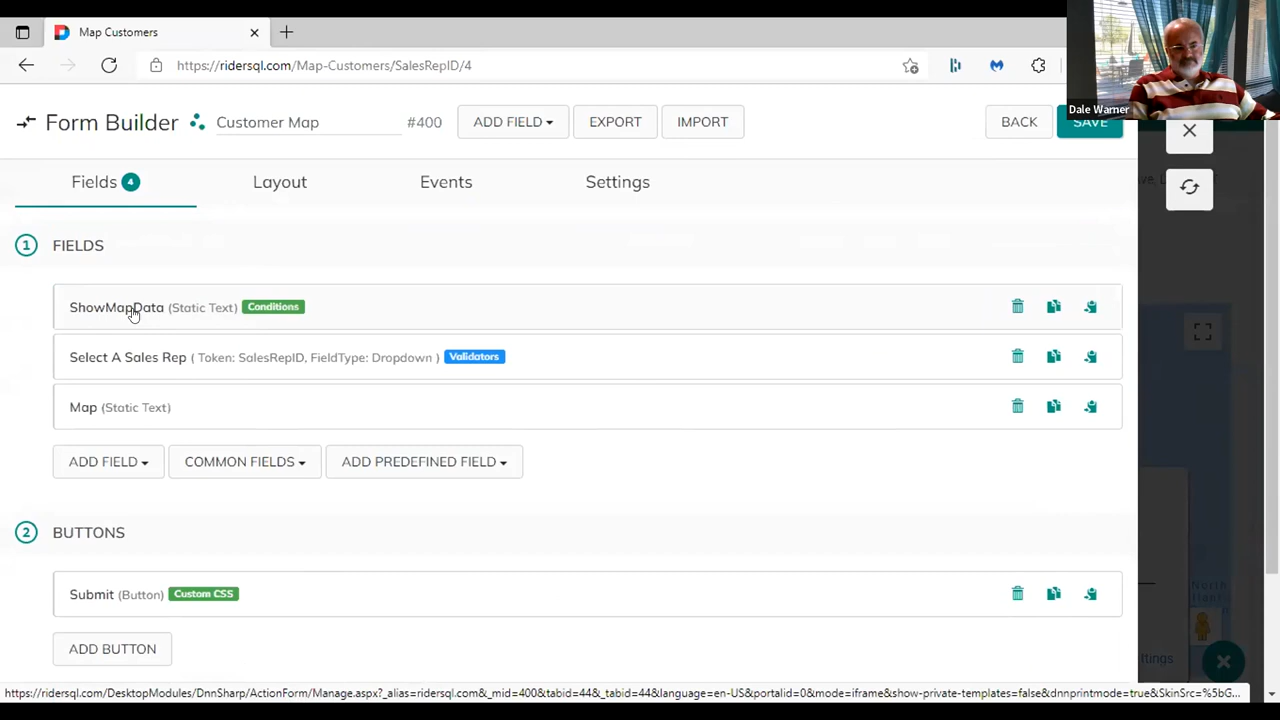 Map Customers
https://ridersql.com/Map-Customers/SalesRepID/4
Dale Warner
Form Builder Customer Map #400 ADD FIELD EXPORT IMPORT BACK SAVE
Fields 4 Layout Events Settings
1 FIELDS
ShowMapData (Static Text) Conditions
Select A Sales Rep ( Token: SalesRepID, FieldType: Dropdown ) Validators
Map (Static Text)
ADD FIELD COMMON FIELDS ADD PREDEFINED FIELD
2 BUTTONS
Submit (Button) Custom CSS
ADD BUTTON
https://ridersql.com/DesktopModules/DnnSharp/ActionForm/Manage.aspx?_alias=ridersql.com&_mid=400&tabid=44&_tabid=44&language=en-US&portalid=0&mode=iframe&show-private-templates=false&dnnprintmode=true&SkinSrc=%5bG...